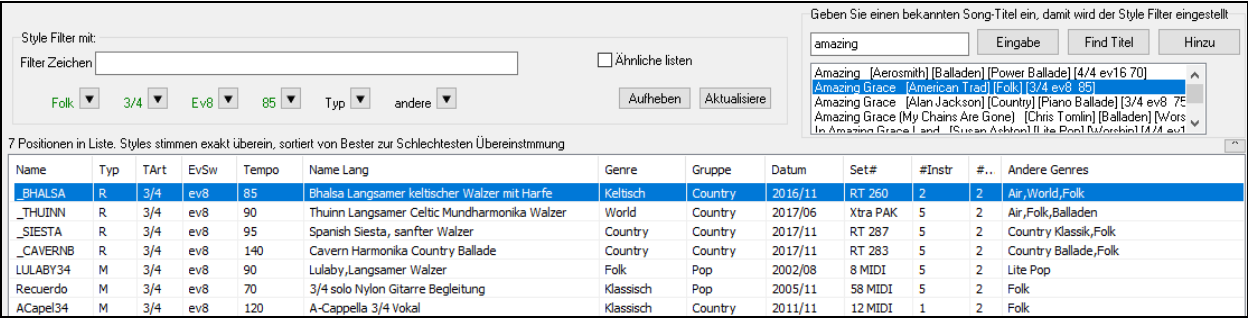 Geben Sie einen bekannten Song-Titel ein, damit wird der Style Filter eingestellt
Style Filter mit:
amazing Eingabe Find Titel Hinzu
Filter Zeichen Ähnliche listen
Amazing [Aerosmith] [Balladen] [Power Ballade] [4/4 ev16 70]
Amazing Grace [American Trad] [Folk] [3/4 ev8 85]
Amazing Grace [Alan Jackson] [Country] [Piano Ballade] [3/4 ev8 75
Amazing Grace (My Chains Are Gone) [Chris Tomlin] [Balladen] [Wors
In Amazing Grace Land [Susan Ashton] [Lite Pop] [Worship] [4/4 ev1
Folk 3/4 Ev8 85 Typ andere Aufheben Aktualisiere
7 Positionen in Liste. Styles stimmen exakt überein, sortiert von Bester zur Schlechtesten Übereinstmmung
Name Typ TArt EvSw Tempo Name Lang Genre Gruppe Datum Set# #Instr #... Andere Genres
_BHALSA R 3/4 ev8 85 Bhalsa Langsamer keltischer Walzer mit Harfe Keltisch Country 2016/11 RT 260 2 2 Air,World,Folk
_THUINN R 3/4 ev8 90 Thuinn Langsamer Celtic Mundharmonika Walzer World Country 2017/06 Xtra PAK 5 2 Air,Folk,Balladen
_SIESTA R 3/4 ev8 95 Spanish Siesta, sanfter Walzer Country Country 2017/11 RT 287 5 2 Country Klassik,Folk
_CAVERNB R 3/4 ev8 140 Cavern Harmonika Country Ballade Country Country 2017/11 RT 283 5 2 Country Ballade,Folk
LULABY34 M 3/4 ev8 90 Lulaby,Langsamer Walzer Folk Pop 2002/08 8 MIDI 5 2 Lite Pop
Recuerdo M 3/4 ev8 70 3/4 solo Nylon Gitarre Begleitung Klassisch Pop 2005/11 58 MIDI 5 2 Folk
ACapel34 M 3/4 ev8 120 A-Cappella 3/4 Vokal Klassisch Country 2011/11 12 MIDI 1 2 Folk